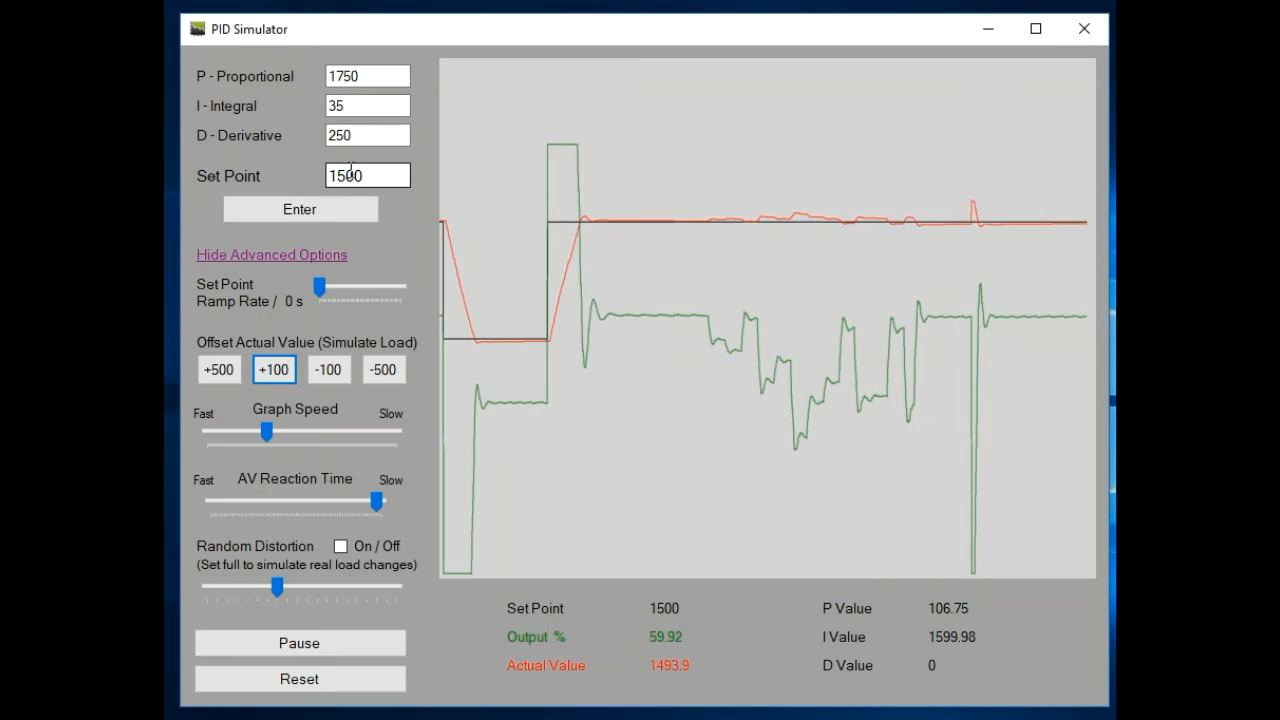 PID Simulator
P - Proportional 1750
I - Integral 35
D - Derivative 250
Set Point 1500
Enter
Hide Advanced Options
Set Point
Ramp Rate / 0 s
Offset Actual Value (Simulate Load)
+500 +100 -100 -500
Fast Graph Speed Slow
Fast AV Reaction Time Slow
Random Distortion On / Off
(Set full to simulate real load changes)
Pause
Reset
Set Point 1500 P Value 106.75
Output % 59.92 I Value 1599.98
Actual Value 1493.9 D Value 0